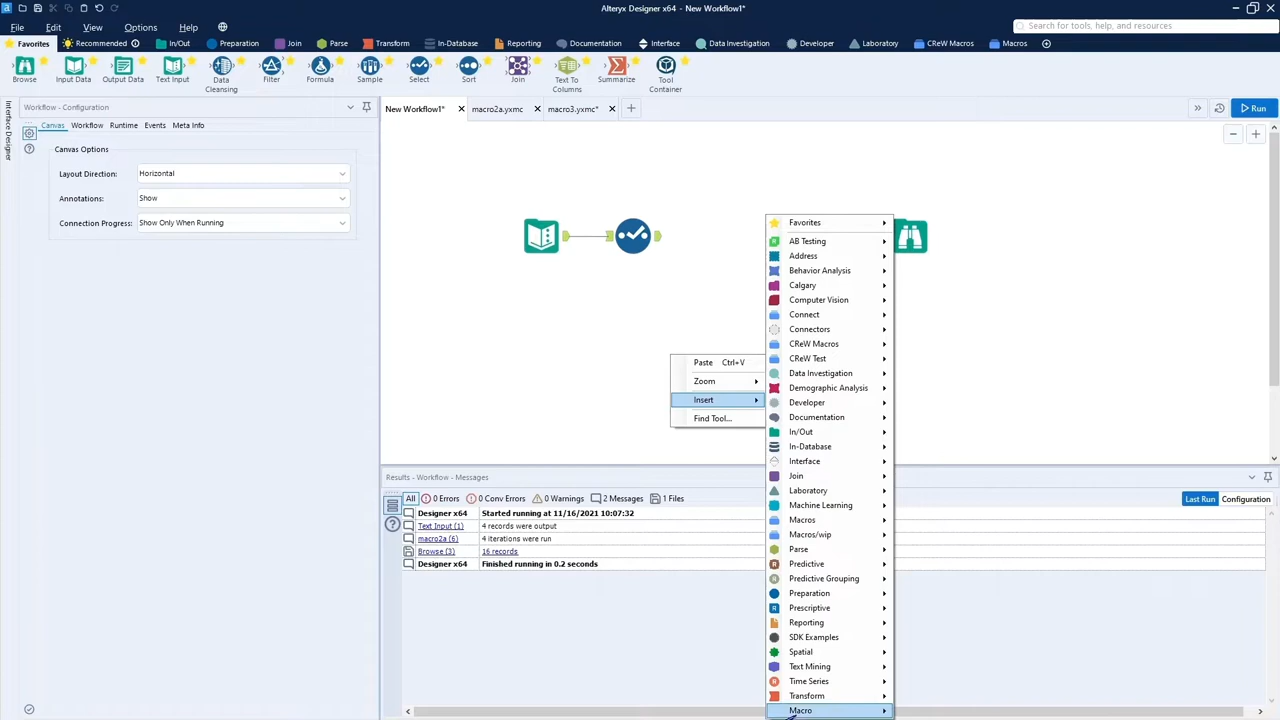 Alteryx Designer x64 - New Workflow1*
File Edit View Options Help
Search for tools, help, and resources
Favorites Recommended In/Out Preparation Join Parse Transform In-Database Reporting Documentation Interface Data Investigation Developer Laboratory CReW Macros Macros
Browse Input Data Output Data Text Input Data Cleansing Filter Formula Sample Select Sort Join Text To Columns Summarize Tool Container
Interface Designer
Workflow - Configuration
New Workflow1* macro2a.yxmc macro3.yxmc*
Run
Canvas Workflow Runtime Events Meta Info
Canvas Options
Layout Direction: Horizontal
Annotations: Show
Connection Progress: Show Only When Running
Paste Ctrl+V
Zoom
Insert
Find Tool...
Favorites
AB Testing
Address
Behavior Analysis
Calgary
Computer Vision
Connect
Connectors
CReW Macros
CReW Test
Data Investigation
Demographic Analysis
Developer
Documentation
In/Out
In-Database
Interface
Join
Laboratory
Machine Learning
Macros
Macros/wip
Parse
Predictive
Predictive Grouping
Preparation
Prescriptive
Reporting
SDK Examples
Spatial
Text Mining
Time Series
Transform
Macro
Results - Workflow - Messages
All 0 Errors 0 Conv Errors 0 Warnings 2 Messages 1 Files
Last Run Configuration
Designer x64 Started running at 11/16/2021 10:07:32
Text Input (1) 4 records were output
macro2a (6) 4 iterations were run
Browse (3) 16 records
Designer x64 Finished running in 0.2 seconds